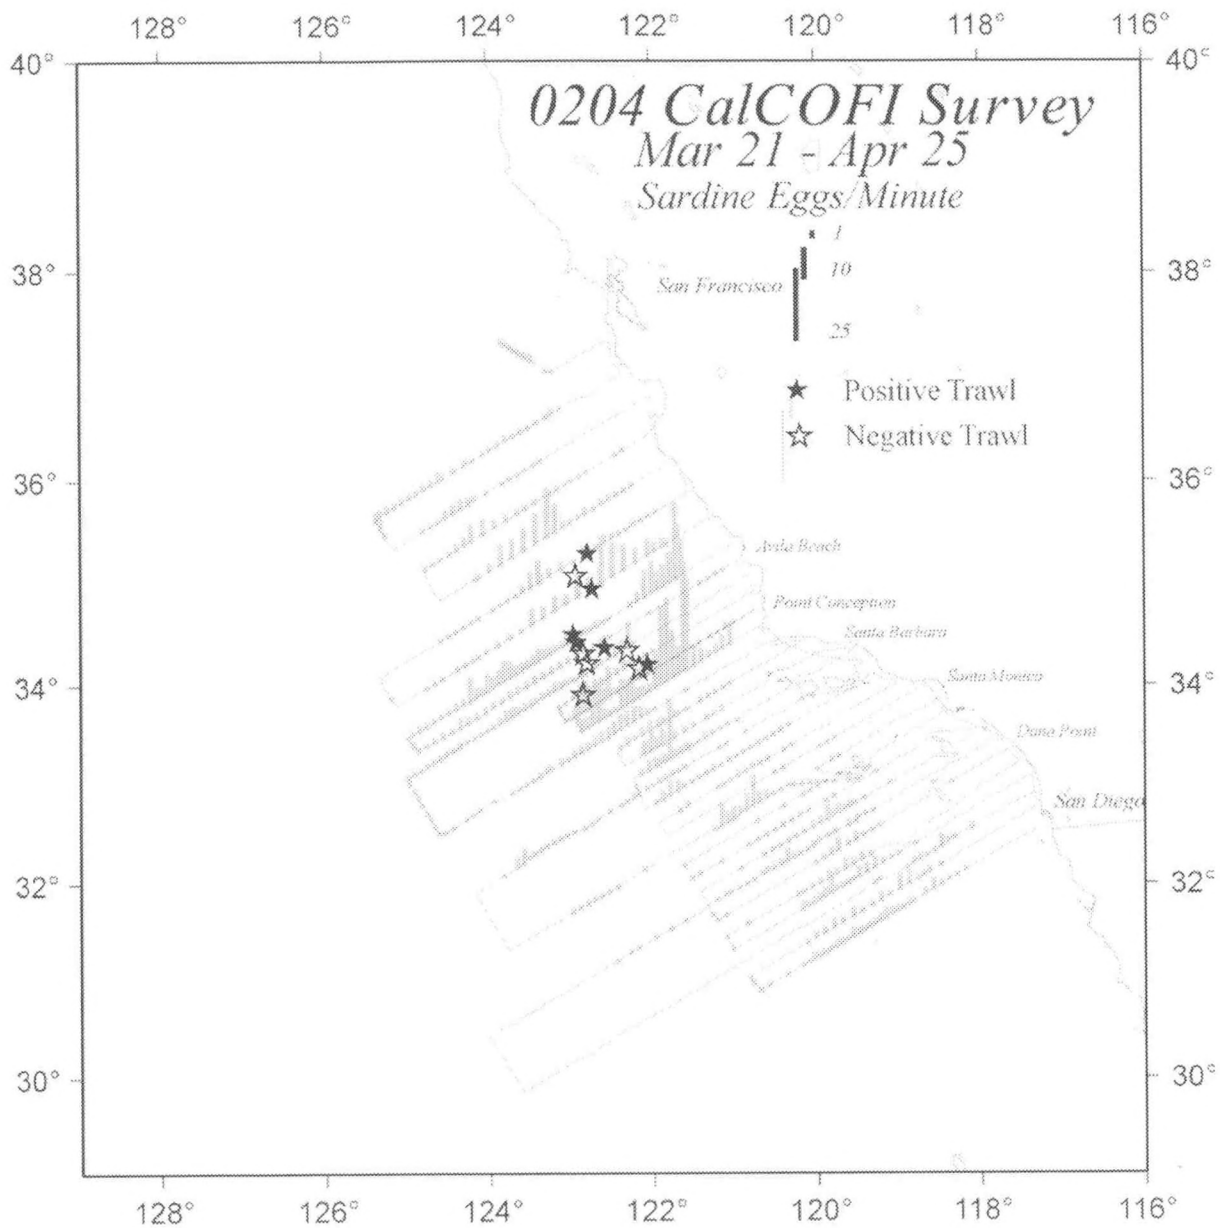 128° 126° 124° 122° 120° 118° 116°
40° 40°
0204 CalCOFI Survey
Mar 21 - Apr 25
Sardine Eggs/Minute
1
38° 38°
10
San Francisco
25
Positive Trawl
Negative Trawl
36° 36°
Avila Beach
Point Conception
Santa Barbara
Santa Monica
34° 34°
Dana Point
San Diego
32° 32°
30° 30°
128° 126° 124° 122° 120° 118° 116°